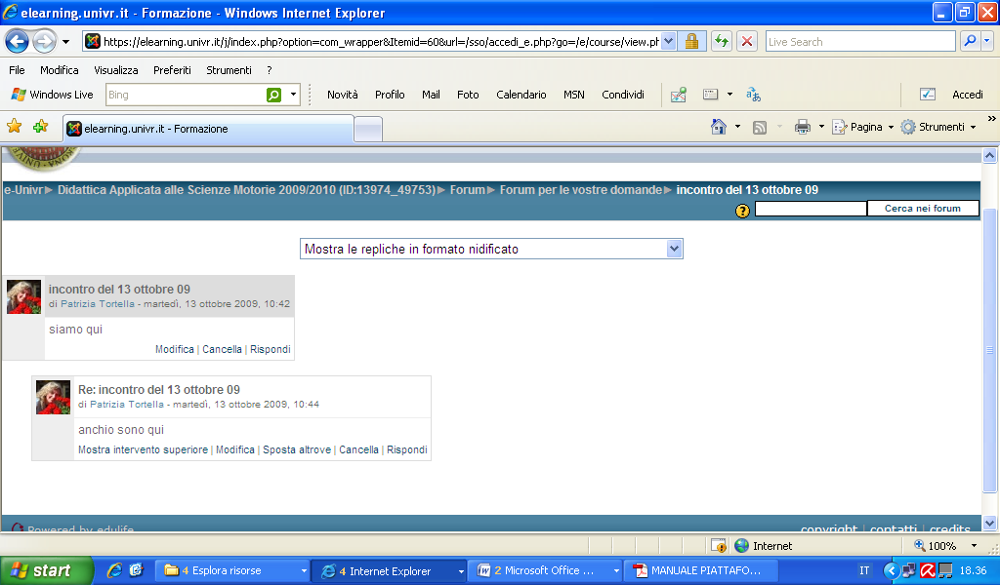 elearning.univr.it - Formazione - Windows Internet Explorer
https://elearning.univr.it/j/index.php?option=com_wrapper&Itemid=60&url=/sso/accedi_e.php?go=/e/course/view.ph
Live Search
File Modifica Visualizza Preferiti Strumenti ?
Windows Live Bing Novità Profilo Mail Foto Calendario MSN Condividi Accedi
elearning.univr.it - Formazione Pagina Strumenti
e-Univr► Didattica Applicata alle Scienze Motorie 2009/2010 (ID:13974_49753)► Forum► Forum per le vostre domande► incontro del 13 ottobre 09
? Cerca nei forum
Mostra le repliche in formato nidificato
incontro del 13 ottobre 09
di Patrizia Tortella - martedì, 13 ottobre 2009, 10:42
siamo qui
Modifica | Cancella | Rispondi
Re: incontro del 13 ottobre 09
di Patrizia Tortella - martedì, 13 ottobre 2009, 10:44
anchio sono qui
Mostra intervento superiore | Modifica | Sposta altrove | Cancella | Rispondi
Powered by edulife copyright | contatti | credits
Internet 100%
start 4 Esplora risorse 4 Internet Explorer 2 Microsoft Office ... MANUALE PIATTAFO... IT 18.36